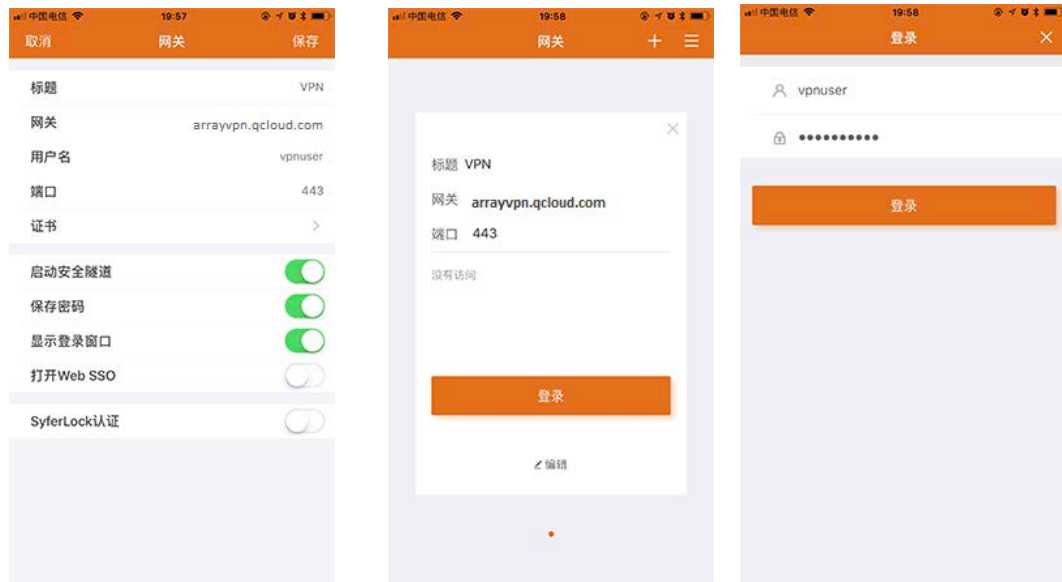 中国电信 19:57
取消 网关 保存
标题 VPN
网关 arrayvpn.qcloud.com
用户名 vpnuser
端口 443
证书
启动安全隧道
保存密码
显示登录窗口
打开Web SSO
SyferLock认证
中国电信 19:58
网关
标题 VPN
网关 arrayvpn.qcloud.com
端口 443
没有访问
登录
编辑
中国电信 19:58
登录
vpnuser
登录